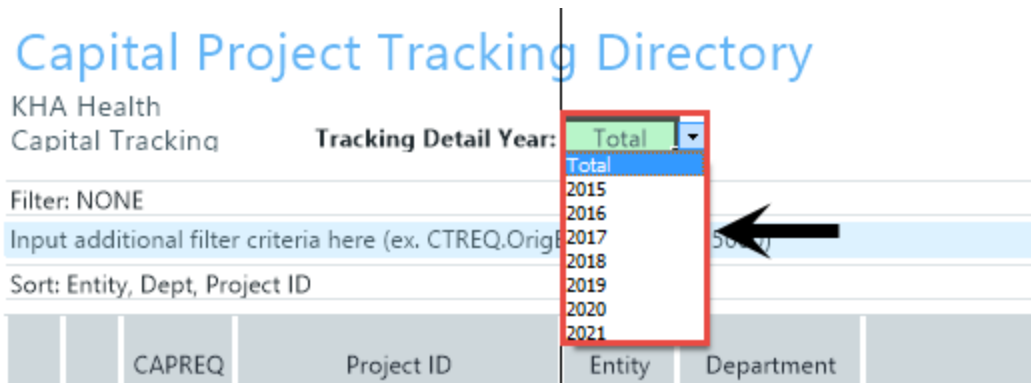 Capital Project Tracking Directory
KHA Health
Capital Tracking Tracking Detail Year: Total
Total
2015
2016
2017
2018
2019
2020
2021
Filter: NONE
Input additional filter criteria here (ex.
Sort: Entity, Dept, Project ID
CAPREQ Project ID Entity Department